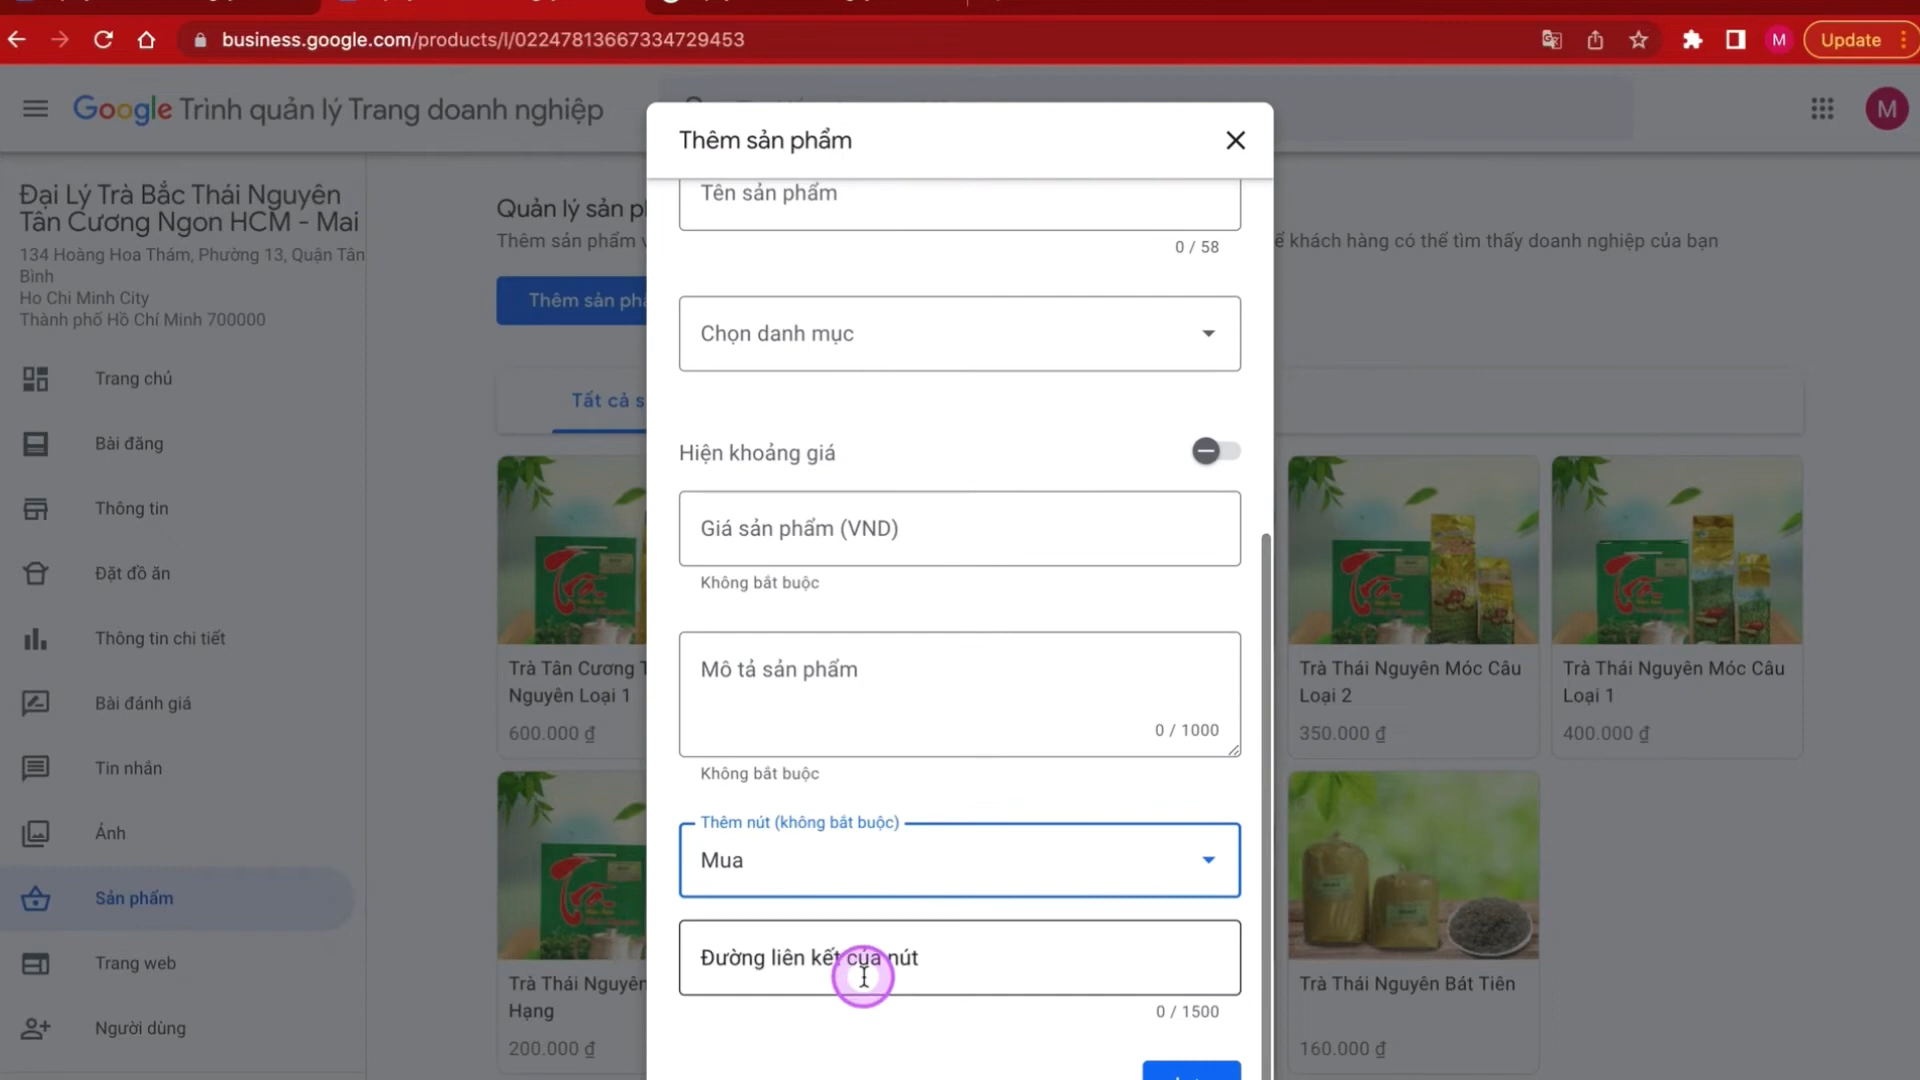 business.google.com/products/l/02247813667334729453
M
Update
Google Trình quản lý Trang doanh nghiệp
M
Đại Lý Trà Bắc Thái Nguyên
Tân Cương Ngon HCM - Mai
134 Hoàng Hoa Thám, Phường 13, Quận Tân
Bình
Ho Chi Minh City
Thành phố Hồ Chí Minh 700000
Trang chủ
Bài đăng
Thông tin
Đặt đồ ăn
Thông tin chi tiết
Bài đánh giá
Tin nhắn
Ảnh
Sản phẩm
Trang web
Người dùng
Quản lý sản
Thêm sản phẩm
ể khách hàng có thể tìm thấy doanh nghiệp của bạn
Thêm sản
Tất cả s
Trà Tân Cương
Nguyên Loại 1
600.000 ₫
Trà Thái Nguyên Móc Câu
Loại 2
350.000 ₫
Trà Thái Nguyên Móc Câu
Loại 1
400.000 ₫
Trà Thái Nguyên
Hạng
200.000 ₫
Trà Thái Nguyên Bát Tiên
160.000 ₫
Thêm sản phẩm
Tên sản phẩm
0 / 58
Chọn danh mục
Hiện khoảng giá
Giá sản phẩm (VND)
Không bắt buộc
Mô tả sản phẩm
0 / 1000
Không bắt buộc
Thêm nút (không bắt buộc)
Mua
Đường liên kết của nút
0 / 1500